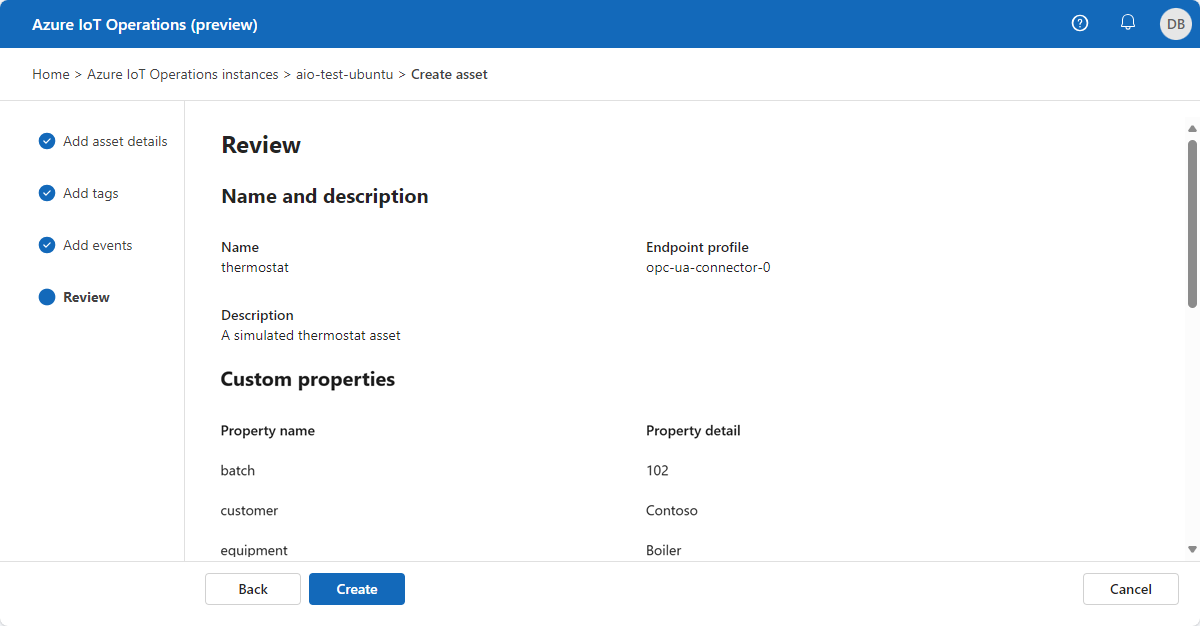 Azure IoT Operations (preview)
DB
Home > Azure IoT Operations instances > aio-test-ubuntu > Create asset
Add asset details
Add tags
Add events
Review
Review
Name and description
Name
thermostat
Endpoint profile
opc-ua-connector-0
Description
A simulated thermostat asset
Custom properties
Property name Property detail
batch 102
customer Contoso
equipment Boiler
Back Create Cancel